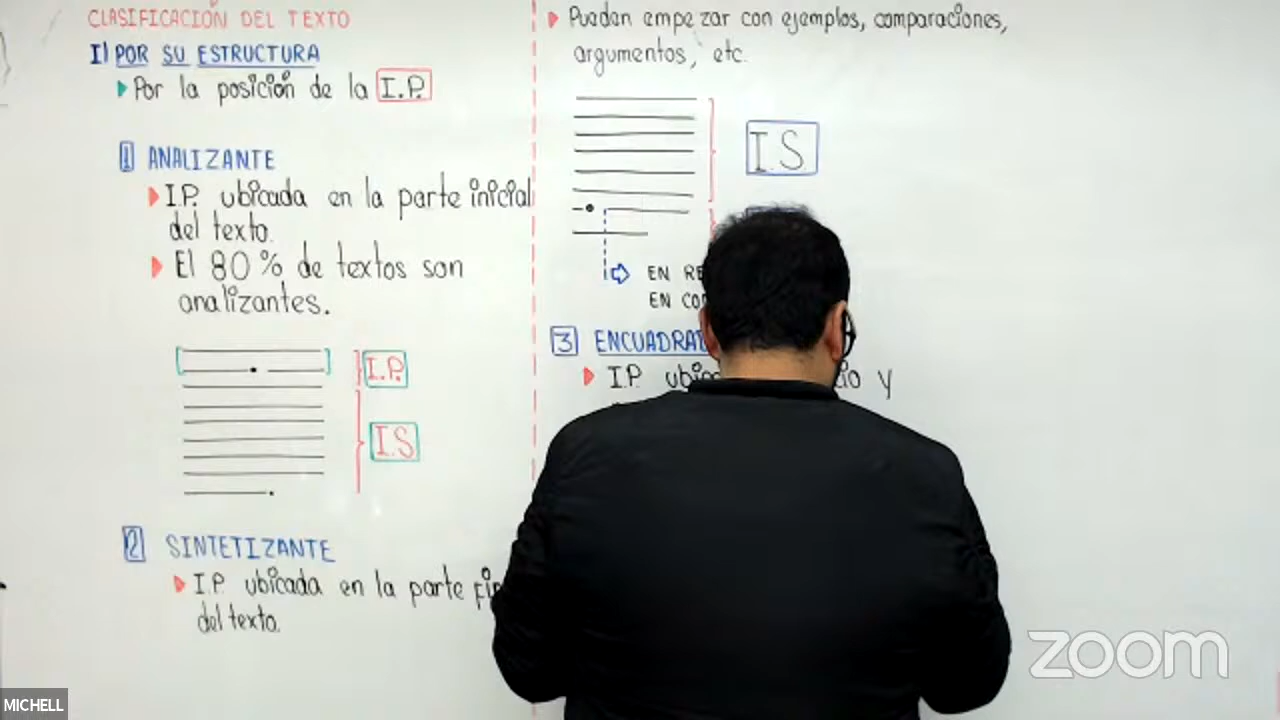 CLASIFICACIÓN DEL TEXTO
I) POR SU ESTRUCTURA
Por la posición de la I.P.
1 ANALIZANTE
I.P. ubicada en la parte inicial
del texto.
El 80% de textos son
analizantes.
I.P.
I.S
2 SINTETIZANTE
I.P. ubicada en la parte
del texto.
Pueden empezar con ejemplos, comparaciones,
argumentos, etc.
I.S.
EN
EN
3
I.P. y
zoom
MICHELL